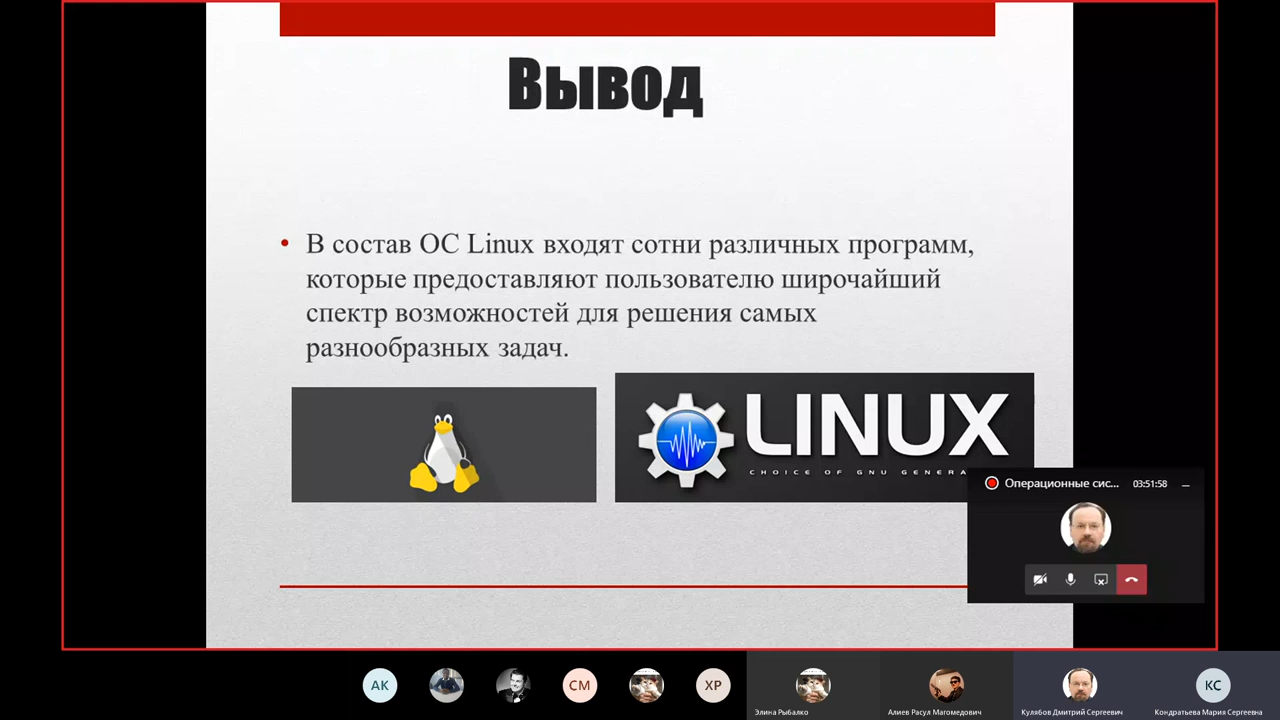 Вывод
• В состав ОС Linux входят сотни различных программ,
которые предоставляют пользователю широчайший
спектр возможностей для решения самых
разнообразных задач.
LINUX
CHOICE OF GNU GENERA
Операционные сис... 03:51:58
АК
СМ
ХР
КС
Элина Рыбалко
Алиев Расул Магомедович
Кулябов Дмитрий Сергеевич
Кондратьева Мария Сергеевна